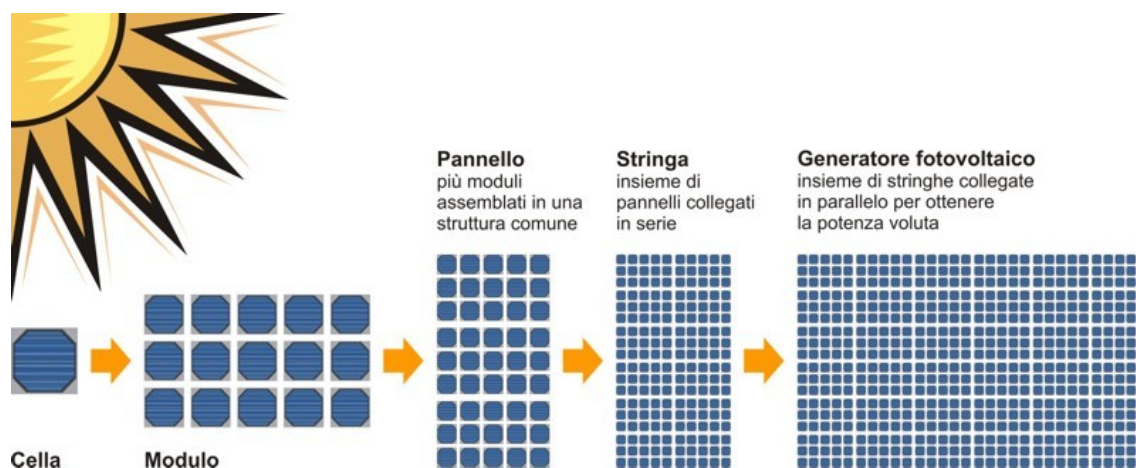 Pannello
più moduli
assemblati in una
struttura comune
Stringa
insieme di
pannelli collegati
in serie
Generatore fotovoltaico
insieme di stringhe collegate
in parallelo per ottenere
la potenza voluta
Cella
Modulo